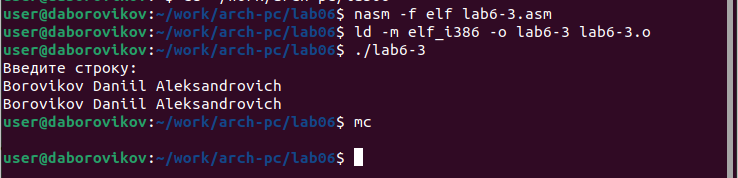 user@daborovikov:~/work/arch-pc/lab06$ nasm -f elf lab6-3.asm
user@daborovikov:~/work/arch-pc/lab06$ ld -m elf_i386 -o lab6-3 lab6-3.o
user@daborovikov:~/work/arch-pc/lab06$ ./lab6-3
Введите строку:
Borovikov Daniil Aleksandrovich
Borovikov Daniil Aleksandrovich
user@daborovikov:~/work/arch-pc/lab06$ mc
user@daborovikov:~/work/arch-pc/lab06$